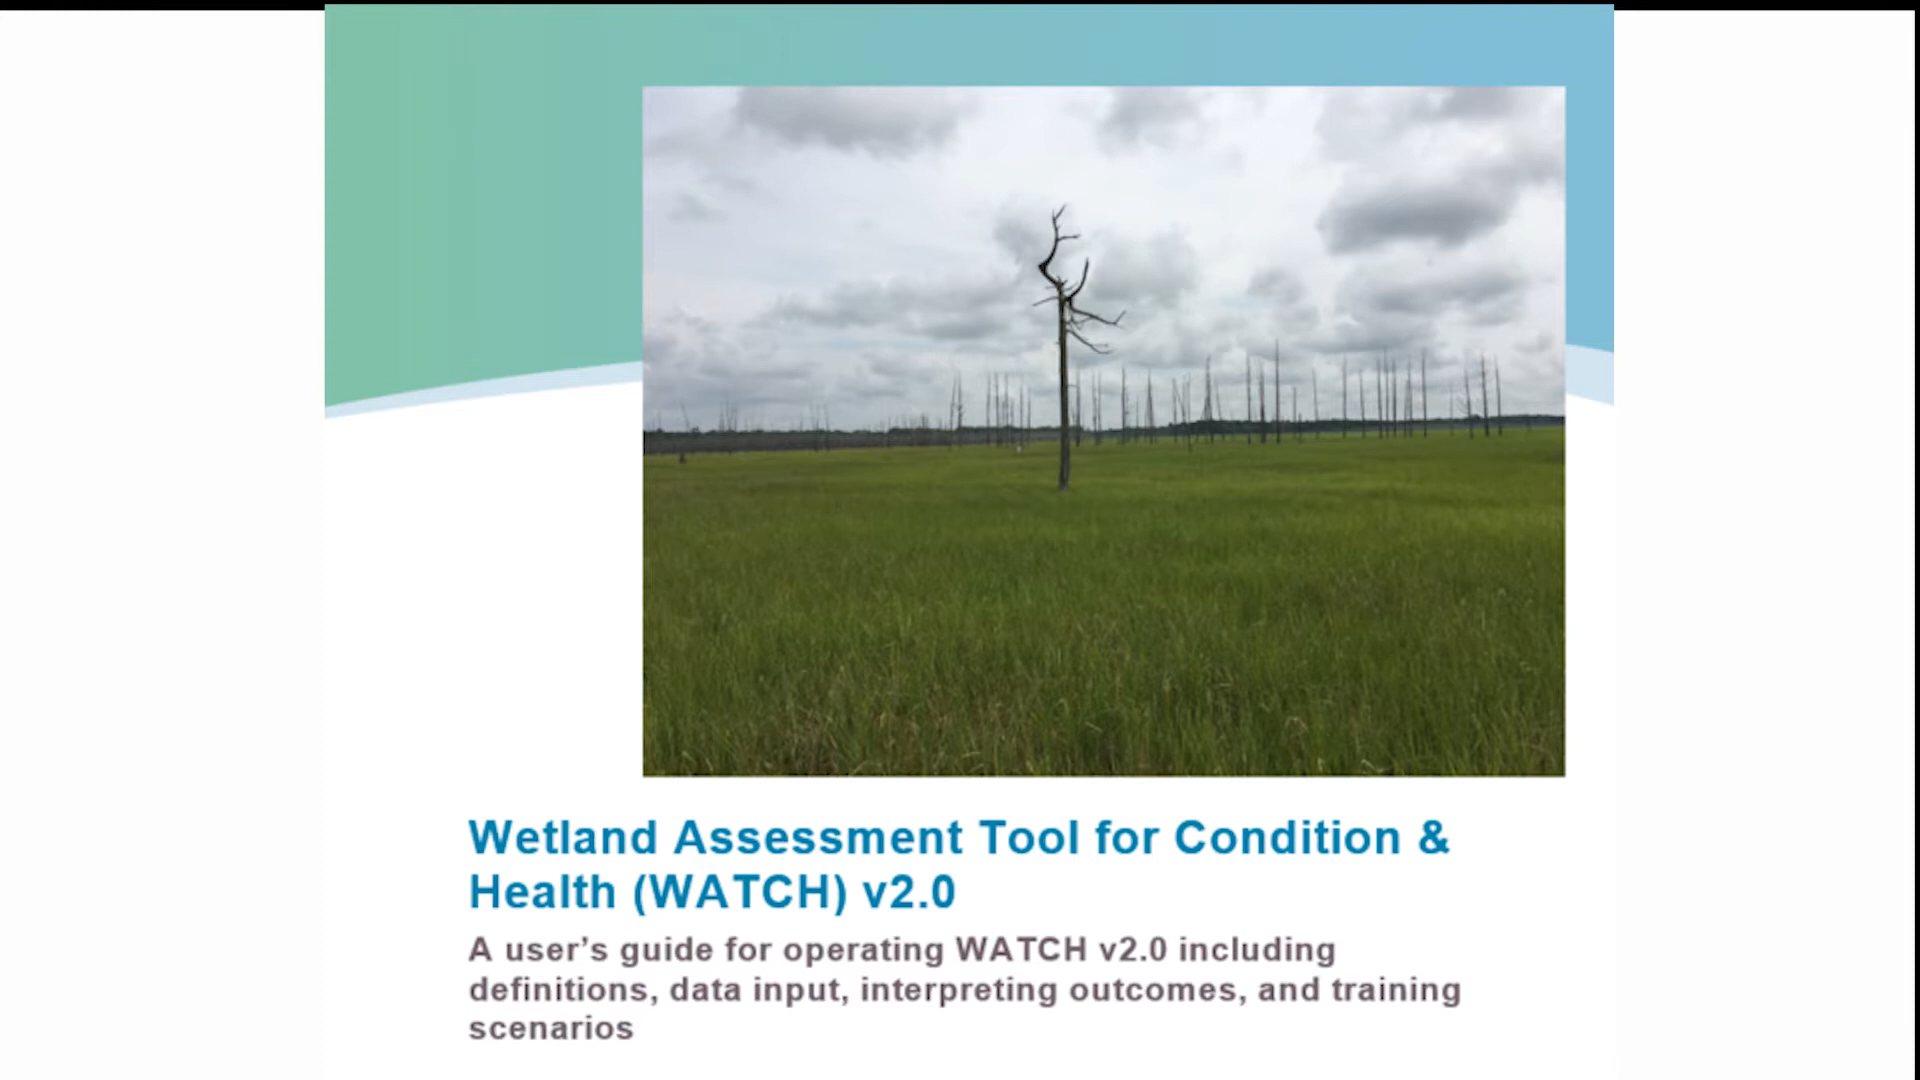 Wetland Assessment Tool for Condition &
Health (WATCH) v2.0
A user’s guide for operating WATCH v2.0 including
definitions, data input, interpreting outcomes, and training
scenarios